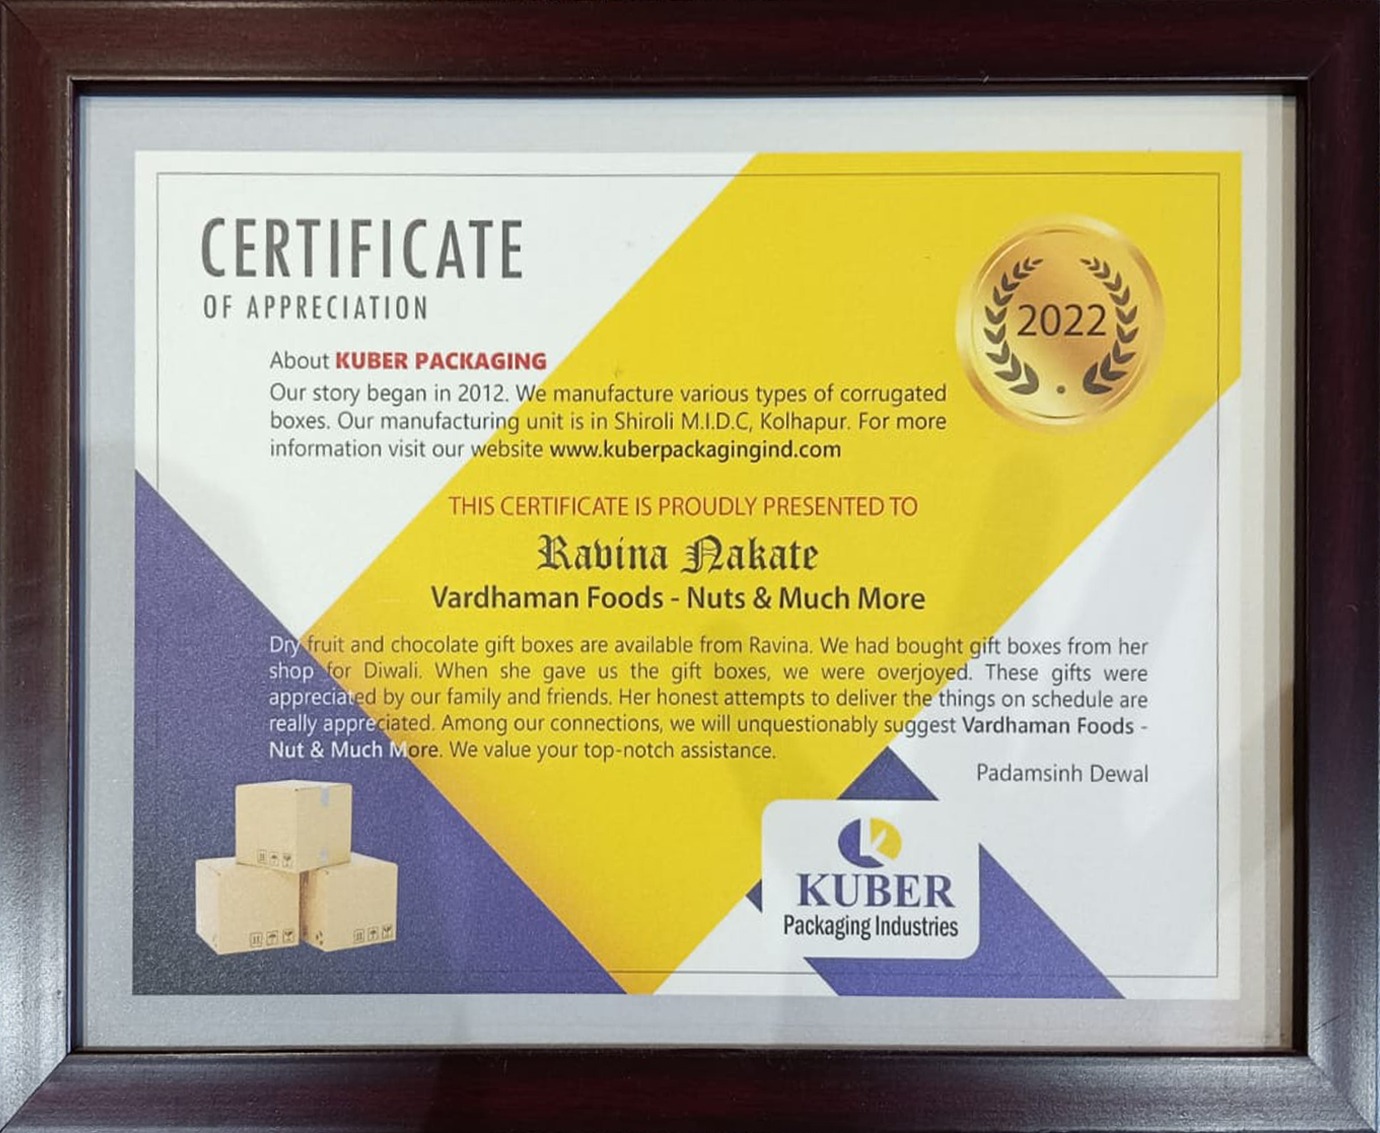 CERTIFICATE
OF APPRECIATION
2022
About KUBER PACKAGING
Our story began in 2012. We manufacture various types of corrugated
boxes. Our manufacturing unit is in Shiroli M.I.D.C, Kolhapur. For more
information visit our website www.kuberpackagingind.com
THIS CERTIFICATE IS PROUDLY PRESENTED TO
Ravina Nakate
Vardhaman Foods - Nuts & Much More
Dry fruit and chocolate gift boxes are available from Ravina. We had bought gift boxes from her
shop for Diwali. When she gave us the gift boxes, we were overjoyed. These gifts were
appreciated by our family and friends. Her honest attempts to deliver the things on schedule are
really appreciated. Among our connections, we will unquestionably suggest Vardhaman Foods -
Nut & Much More. We value your top-notch assistance.
Padamsinh Dewal
KUBER
Packaging Industries